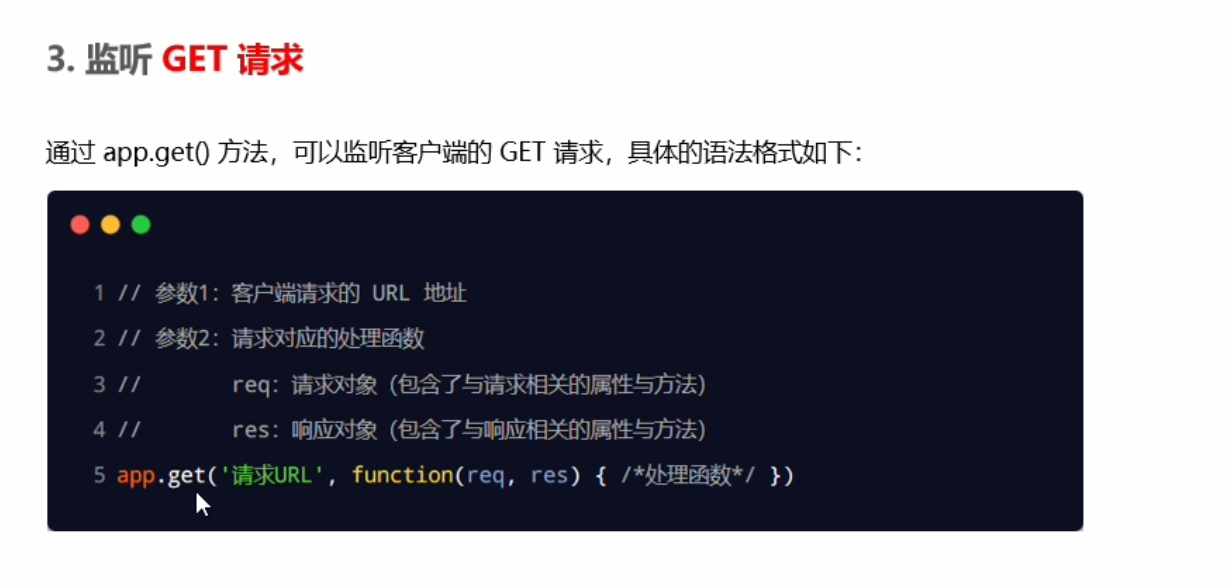 3. 监听 GET 请求
通过 app.get() 方法，可以监听客户端的 GET 请求，具体的语法格式如下：
1 // 参数1：客户端请求的 URL 地址
2 // 参数2：请求对应的处理函数
3 //       req：请求对象（包含了与请求相关的属性与方法）
4 //       res：响应对象（包含了与响应相关的属性与方法）
5 app.get('请求URL', function(req, res) { /*处理函数*/ })